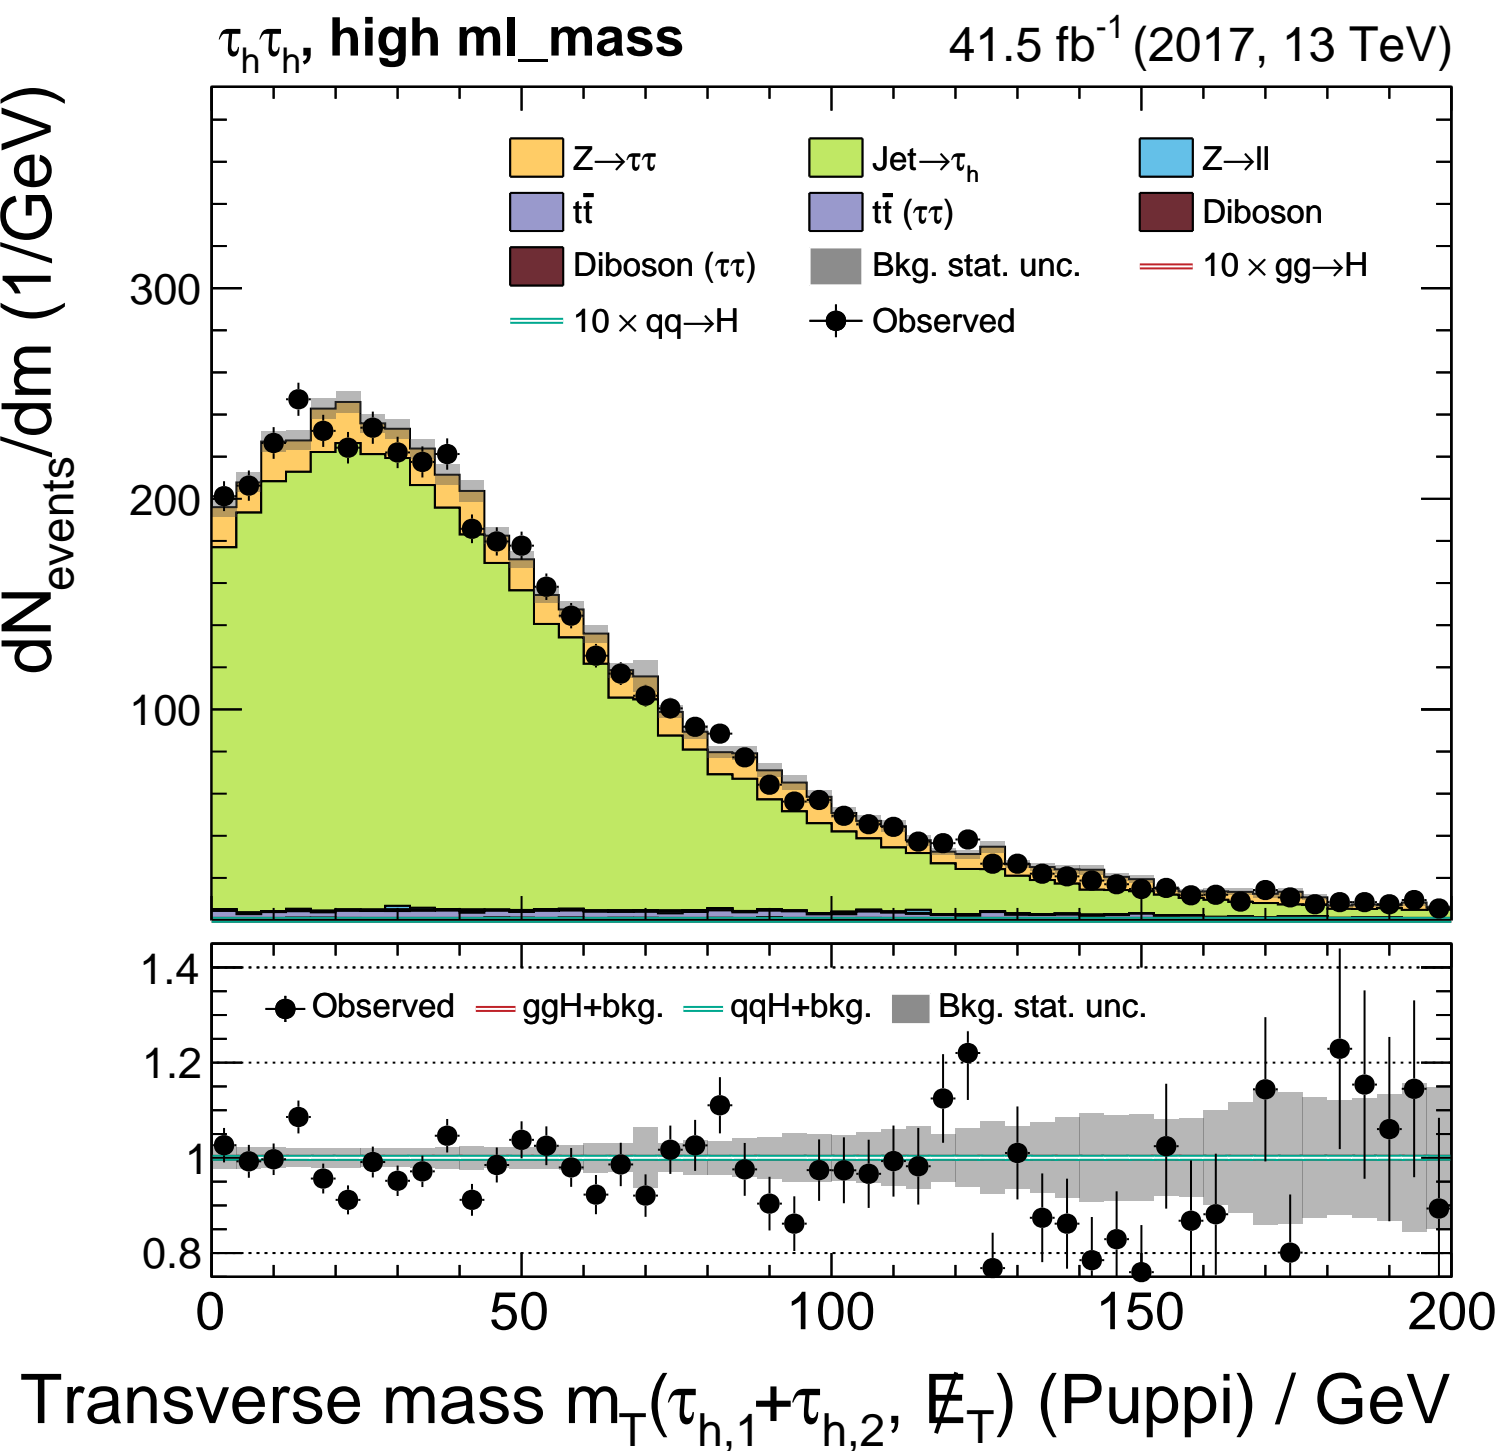 τhτh, high ml_mass 41.5 fb-1 (2017, 13 TeV)
dNevents/dm (1/GeV)
Z→ττ Jet→τh Z→ll
tt̄ tt̄ (ττ) Diboson
Diboson (ττ) Bkg. stat. unc. 10 × gg→H
10 × qq→H Observed
300
200
100
1.4
Observed ggH+bkg. qqH+bkg. Bkg. stat. unc.
1.2
1
0.8
0 50 100 150 200
Transverse mass mT(τh,1+τh,2, E̸T) (Puppi) / GeV